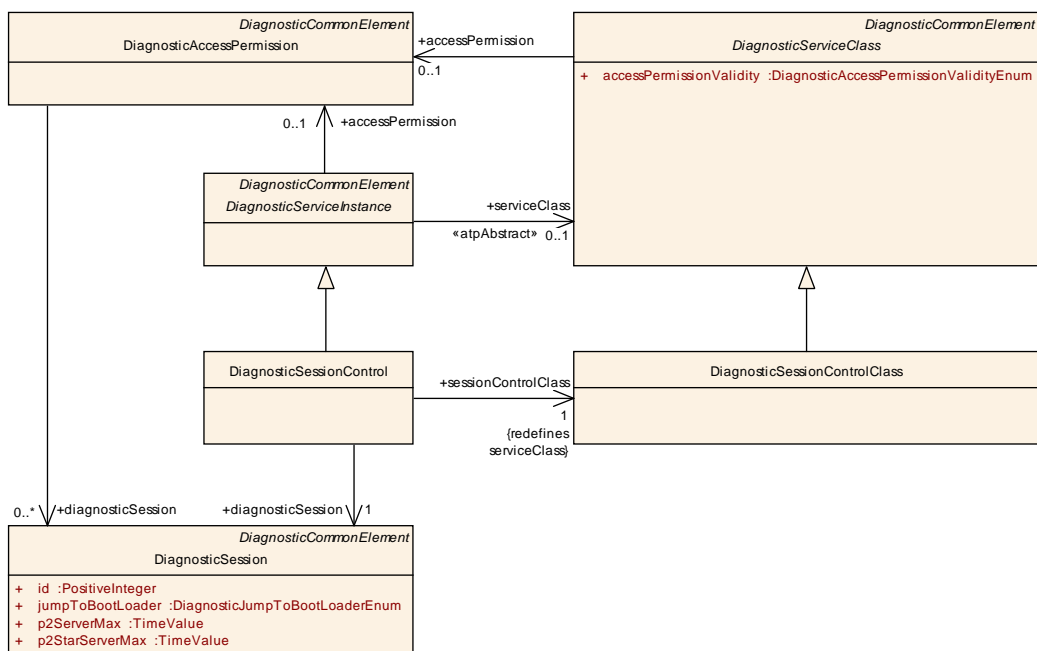 DiagnosticCommonElement
DiagnosticAccessPermission
DiagnosticCommonElement
DiagnosticServiceClass
+ accessPermissionValidity :DiagnosticAccessPermissionValidityEnum
+accessPermission
0..1
0..1
+accessPermission
DiagnosticCommonElement
DiagnosticServiceInstance
+serviceClass
«atpAbstract»
0..1
DiagnosticSessionControl
+sessionControlClass
1
{redefines
serviceClass}
DiagnosticSessionControlClass
0..*
+diagnosticSession
+diagnosticSession
1
DiagnosticCommonElement
DiagnosticSession
+ id :PositiveInteger
+ jumpToBootLoader :DiagnosticJumpToBootLoaderEnum
+ p2ServerMax :TimeValue
+ p2StarServerMax :TimeValue